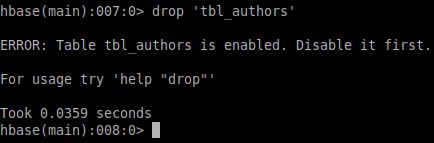 hbase(main):007:0> drop 'tbl_authors'
ERROR: Table tbl_authors is enabled. Disable it first.
For usage try 'help "drop"'
Took 0.0359 seconds
hbase(main):008:0>